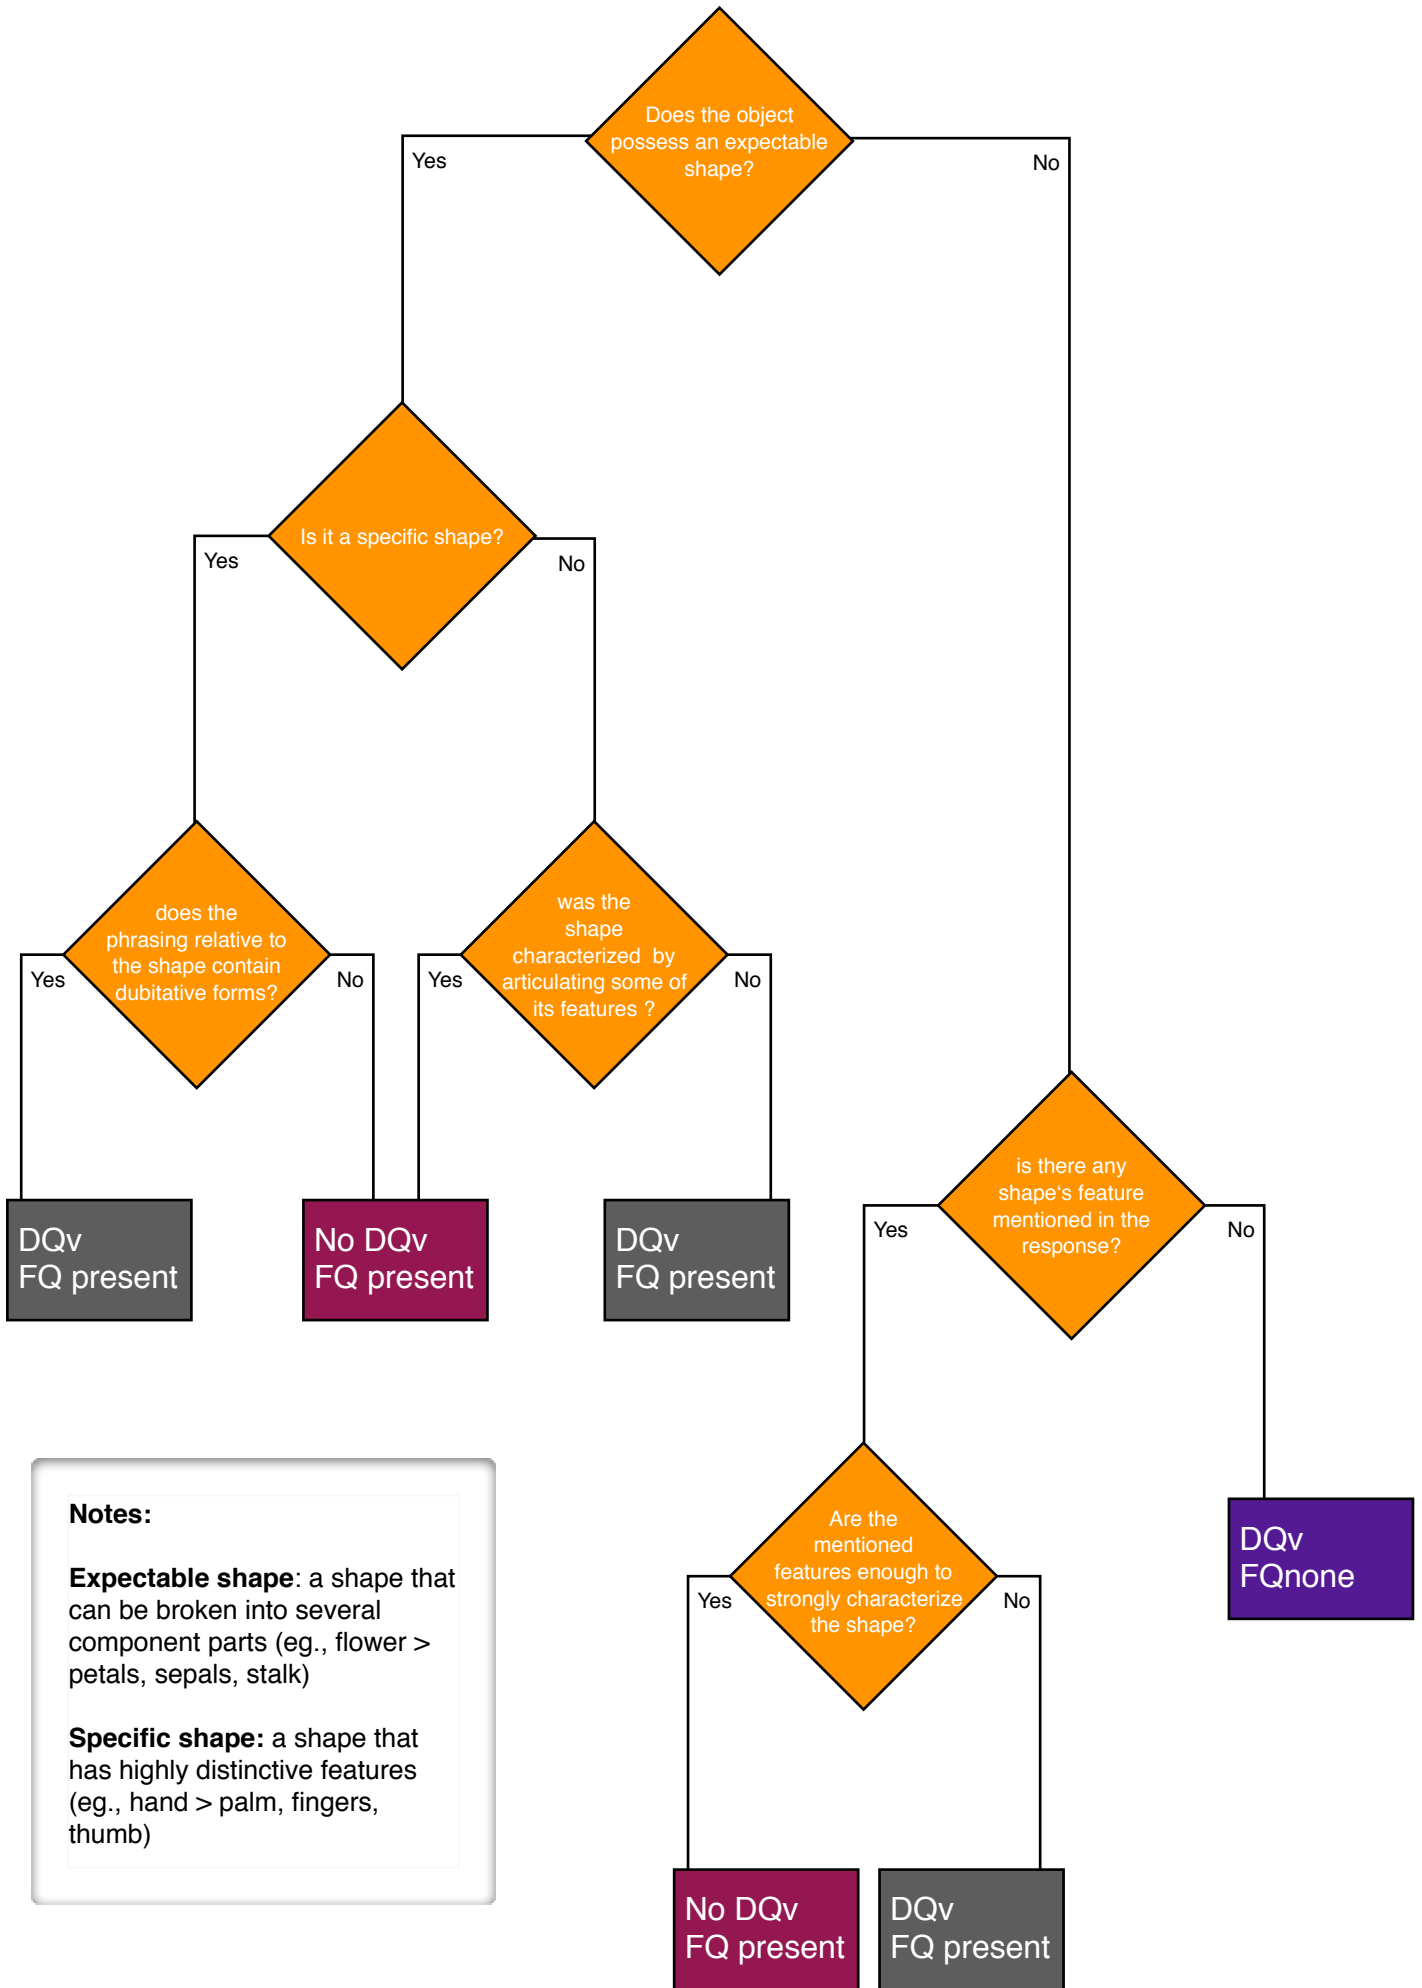 Does the object
possess an expectable
shape?
Yes
No
Is it a specific shape?
Yes
No
does the
phrasing relative to
the shape contain
dubitative forms?
Yes
No
was the
shape
characterized  by
articulating some of
its features ?
Yes
No
DQv
FQ present
No DQv
FQ present
DQv
FQ present
is there any
shape‘s feature
mentioned in the
response?
Yes
No
Are the
mentioned
features enough to
strongly characterize
the shape?
Yes
No
DQv
FQnone
No DQv
FQ present
DQv
FQ present
Notes:
Expectable shape: a shape that
can be broken into several
component parts (eg., flower >
petals, sepals, stalk)
Specific shape: a shape that
has highly distinctive features
(eg., hand > palm, fingers,
thumb)